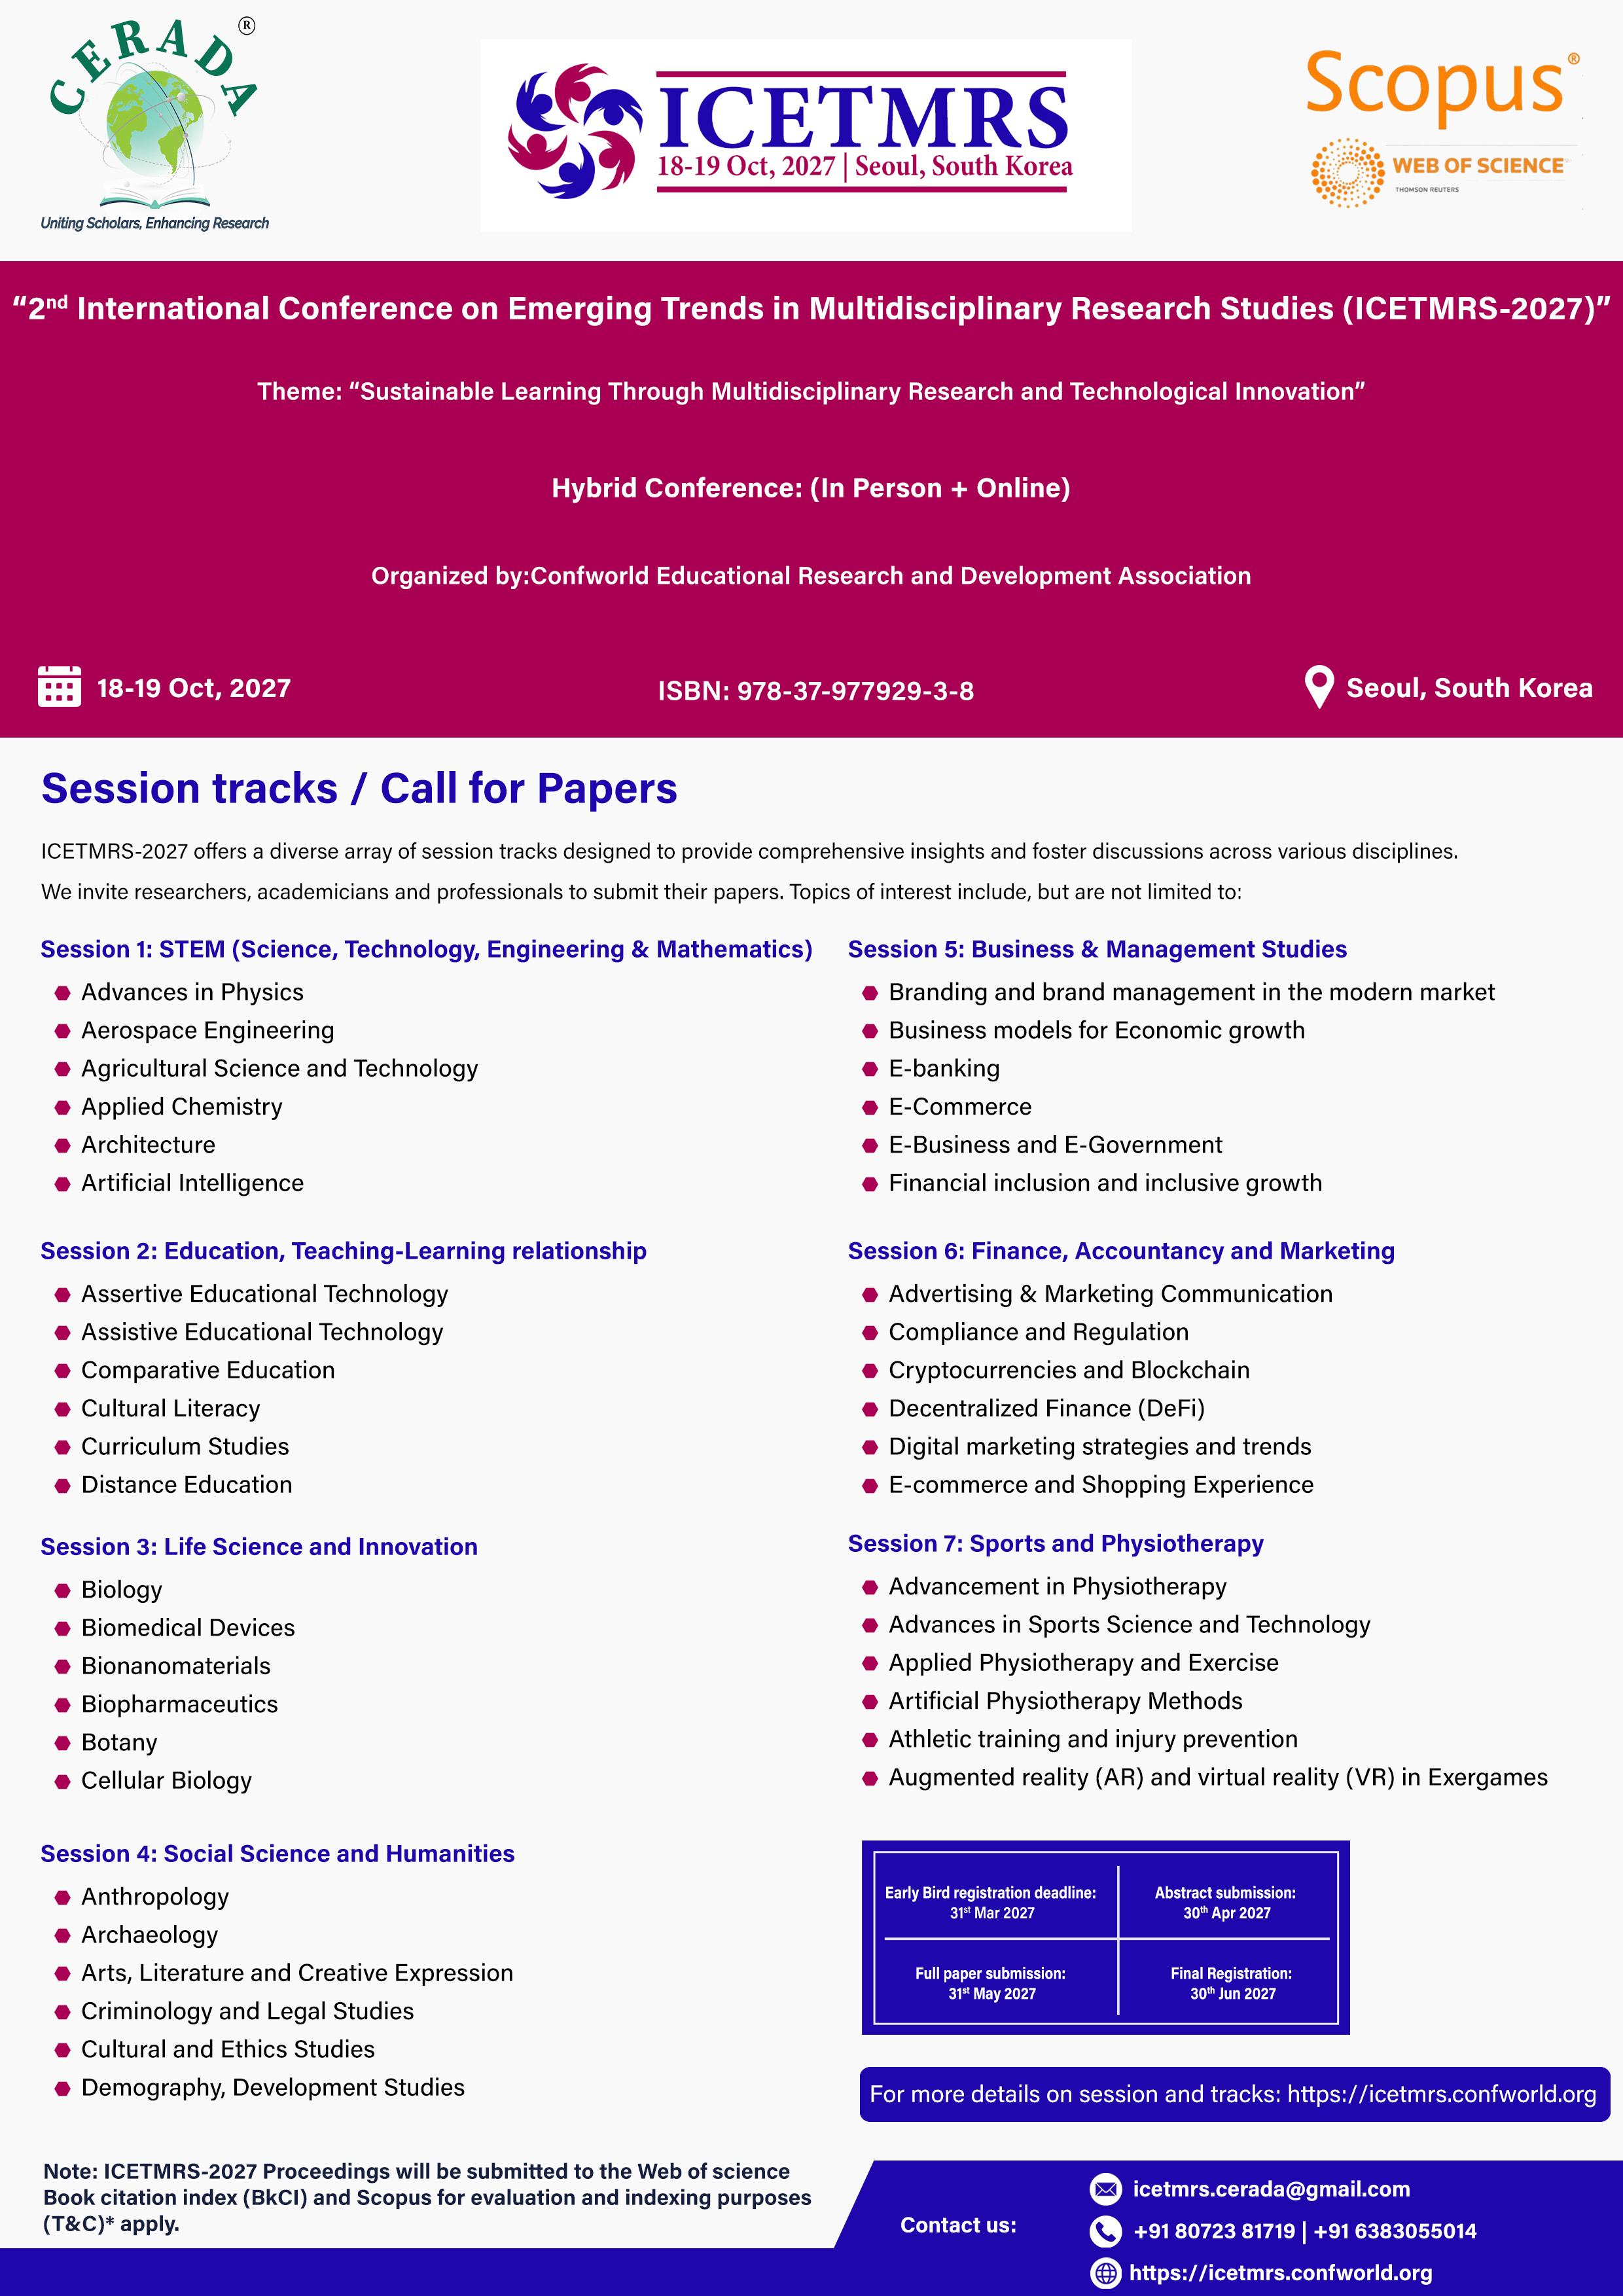 CERADA ®
Uniting Scholars, Enhancing Research
ICETMRS
18-19 Oct, 2027 | Seoul, South Korea
Scopus®
WEB OF SCIENCE
THOMSON REUTERS
“2nd International Conference on Emerging Trends in Multidisciplinary Research Studies (ICETMRS-2027)”
Theme: “Sustainable Learning Through Multidisciplinary Research and Technological Innovation”
Hybrid Conference: (In Person + Online)
Organized by:Confworld Educational Research and Development Association
18-19 Oct, 2027
ISBN: 978-37-977929-3-8
Seoul, South Korea
Session tracks / Call for Papers
ICETMRS-2027 offers a diverse array of session tracks designed to provide comprehensive insights and foster discussions across various disciplines.
We invite researchers, academicians and professionals to submit their papers. Topics of interest include, but are not limited to:
Session 1: STEM (Science, Technology, Engineering & Mathematics)
Advances in Physics
Aerospace Engineering
Agricultural Science and Technology
Applied Chemistry
Architecture
Artificial Intelligence
Session 2: Education, Teaching-Learning relationship
Assertive Educational Technology
Assistive Educational Technology
Comparative Education
Cultural Literacy
Curriculum Studies
Distance Education
Session 3: Life Science and Innovation
Biology
Biomedical Devices
Bionanomaterials
Biopharmaceutics
Botany
Cellular Biology
Session 4: Social Science and Humanities
Anthropology
Archaeology
Arts, Literature and Creative Expression
Criminology and Legal Studies
Cultural and Ethics Studies
Demography, Development Studies
Session 5: Business & Management Studies
Branding and brand management in the modern market
Business models for Economic growth
E-banking
E-Commerce
E-Business and E-Government
Financial inclusion and inclusive growth
Session 6: Finance, Accountancy and Marketing
Advertising & Marketing Communication
Compliance and Regulation
Cryptocurrencies and Blockchain
Decentralized Finance (DeFi)
Digital marketing strategies and trends
E-commerce and Shopping Experience
Session 7: Sports and Physiotherapy
Advancement in Physiotherapy
Advances in Sports Science and Technology
Applied Physiotherapy and Exercise
Artificial Physiotherapy Methods
Athletic training and injury prevention
Augmented reality (AR) and virtual reality (VR) in Exergames
Early Bird registration deadline:
31st Mar 2027
Abstract submission:
30th Apr 2027
Full paper submission:
31st May 2027
Final Registration:
30th Jun 2027
For more details on session and tracks: https://icetmrs.confworld.org
Note: ICETMRS-2027 Proceedings will be submitted to the Web of science
Book citation index (BkCI) and Scopus for evaluation and indexing purposes
(T&C)* apply.
Contact us:
icetmrs.cerada@gmail.com
+91 80723 81719 | +91 6383055014
https://icetmrs.confworld.org